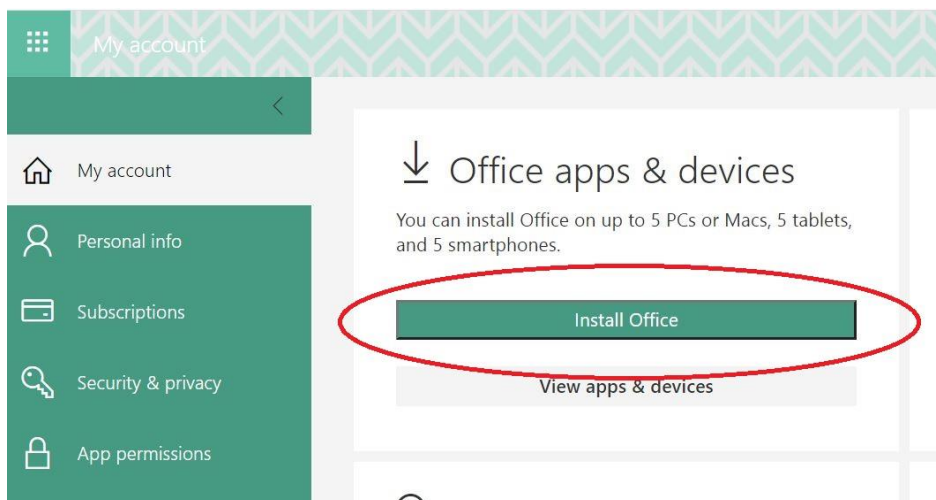 My account
My account
Personal info
Subscriptions
Security & privacy
App permissions
Office apps & devices
You can install Office on up to 5 PCs or Macs, 5 tablets,
and 5 smartphones.
Install Office
View apps & devices